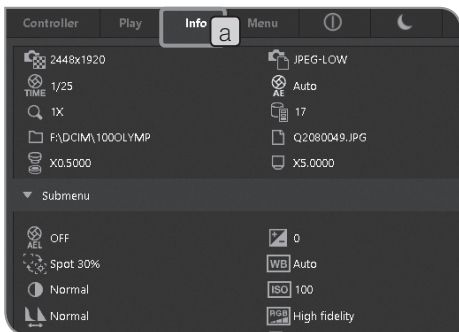 Controller Play Info Menu
a
2448x1920 JPEG-LOW
TIME 1/25 AE Auto
1X 17
F:\DCIM\100OLYMP Q2080049.JPG
X0.5000 X5.0000
Submenu
AEL OFF 0
Spot 30% WB Auto
Normal ISO 100
Normal RGB High fidelity